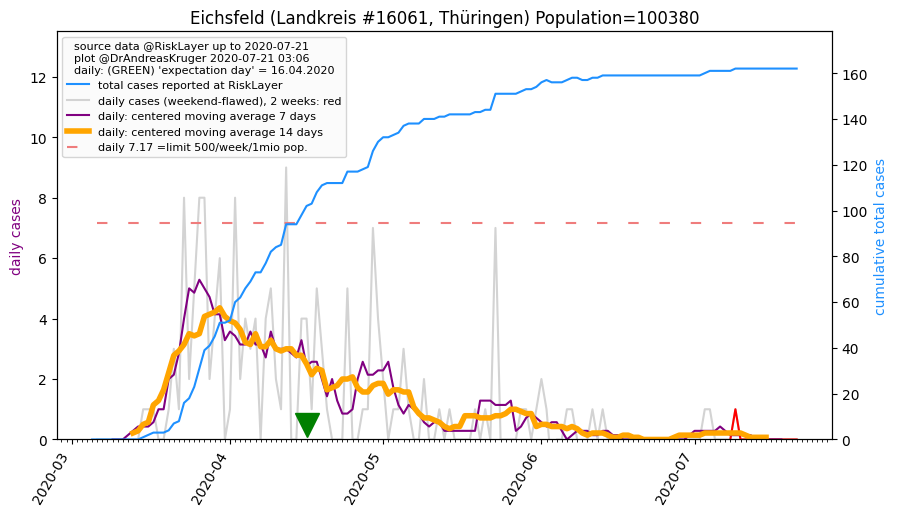 Eichsfeld (Landkreis #16061, Thüringen) Population=100380
source data @RiskLayer up to 2020-07-21
plot @DrAndreasKruger 2020-07-21 03:06
daily: (GREEN) 'expectation day' = 16.04.2020
total cases reported at RiskLayer
daily cases (weekend-flawed), 2 weeks: red
daily: centered moving average 7 days
daily: centered moving average 14 days
daily 7.17 =limit 500/week/1mio pop.
daily cases
12
10
8
6
4
2
0
160
140
120
100
80
60
40
20
0
cumulative total cases
2020-03
2020-04
2020-05
2020-06
2020-07